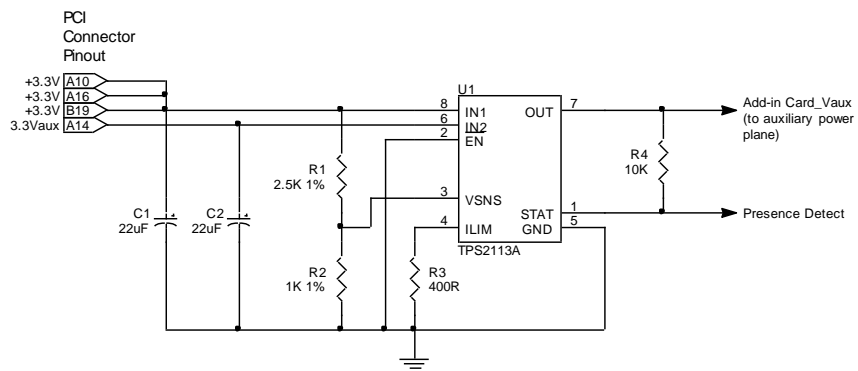 PCI
Connector
Pinout
+3.3V A10
+3.3V A16
+3.3V B19
3.3Vaux A14
C1
22uF
C2
22uF
R1
2.5K 1%
R2
1K 1%
R3
400R
U1
8 IN1
6 IN2
2 EN
3 VSNS
4 ILIM
OUT 7
STAT 1
GND 5
TPS2113A
R4
10K
Add-in Card_Vaux
(to auxiliary power
plane)
Presence Detect